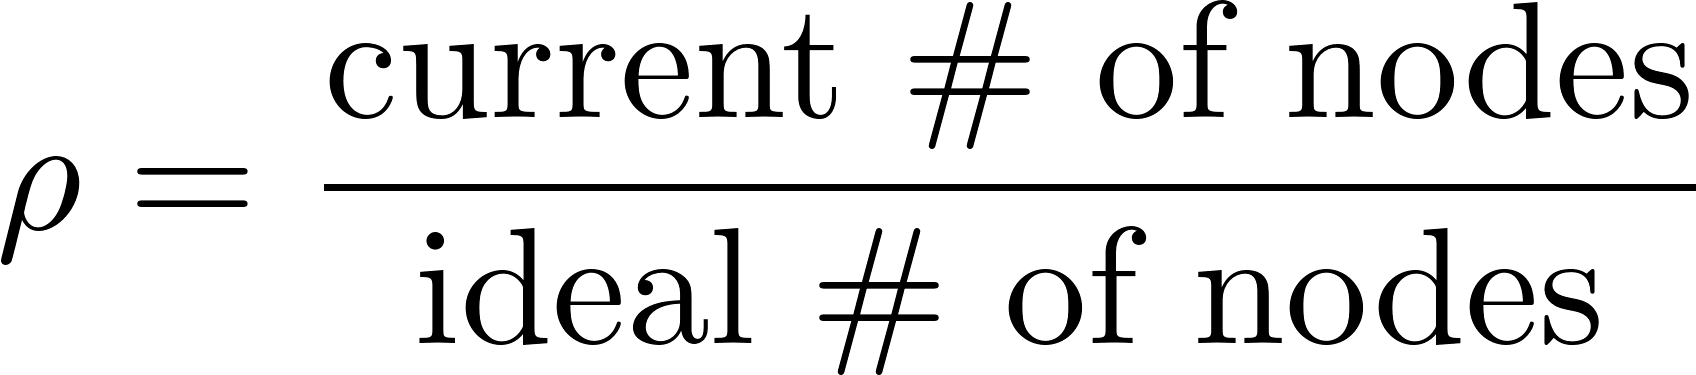 ρ = current # of nodes
ideal # of nodes